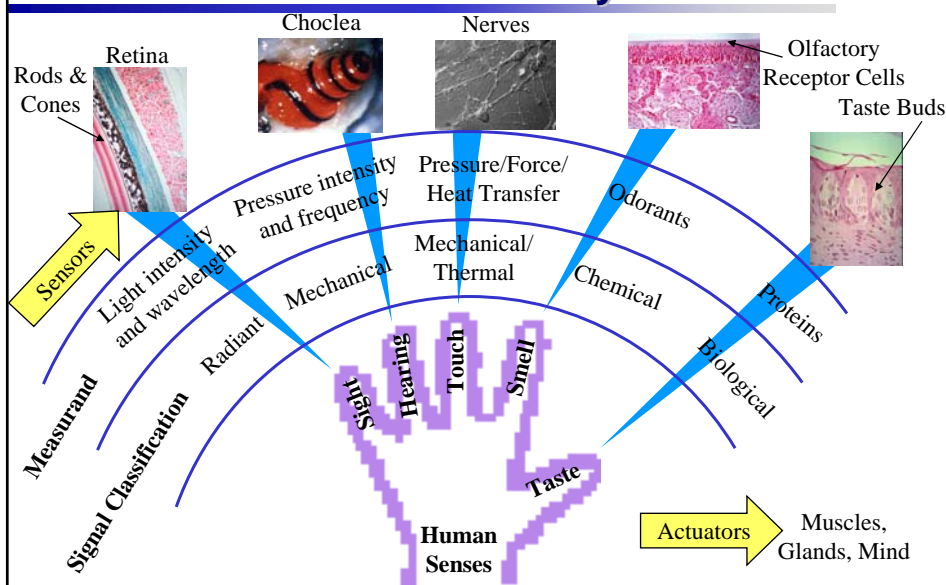 Choclea
Nerves
Retina
Rods &
Cones
Olfactory
Receptor Cells
Taste Buds
Sensors
Light intensity
and wavelength
Pressure intensity
and frequency
Pressure/Force/
Heat Transfer
Odorants
Proteins
Measurand
Radiant
Mechanical
Mechanical/
Thermal
Chemical
Biological
Signal Classification
Sight
Hearing
Touch
Smell
Taste
Human
Senses
Actuators
Muscles,
Glands, Mind